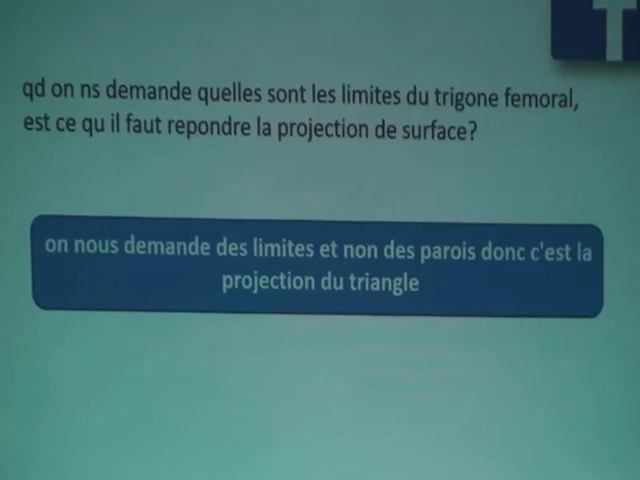 qd on ns demande quelles sont les limites du trigone femoral,
est ce qu il faut repondre la projection de surface?
on nous demande des limites et non des parois donc c'est la
projection du triangle